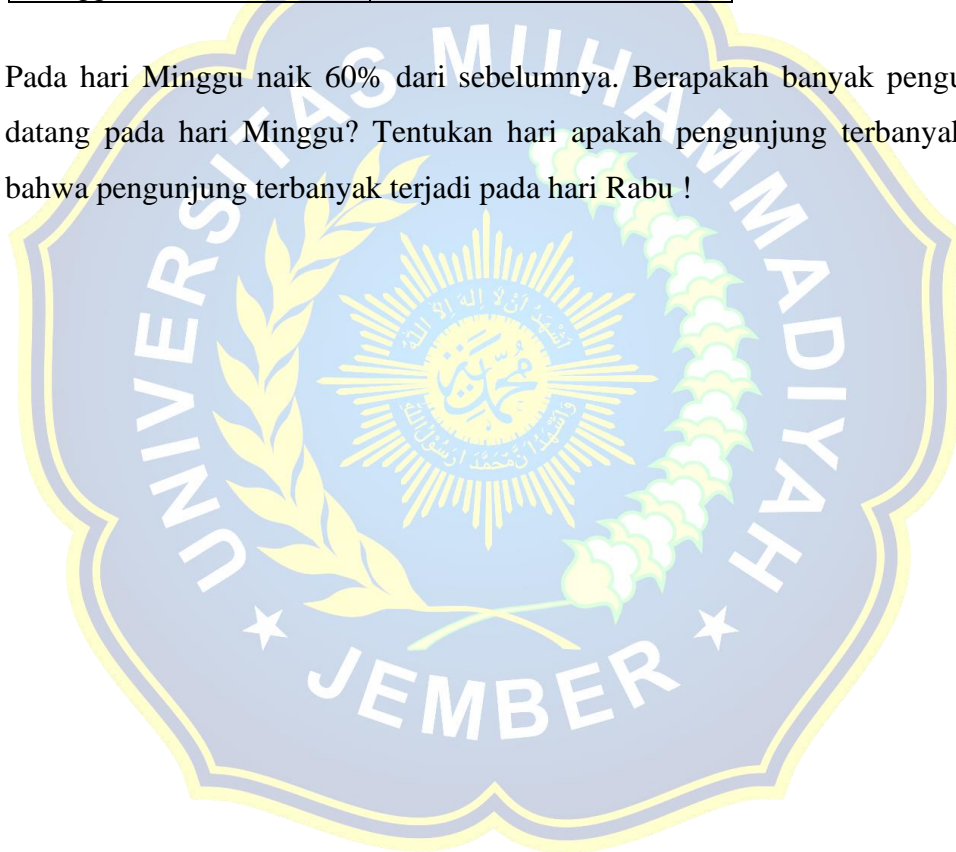 Pada hari Minggu naik 60% dari sebelumnya. Berapakah banyak pengu
datang pada hari Minggu? Tentukan hari apakah pengunjung terbanyak
bahwa pengunjung terbanyak terjadi pada hari Rabu !
UNIVERSITAS MUHAMMADIYAH
JEMBER